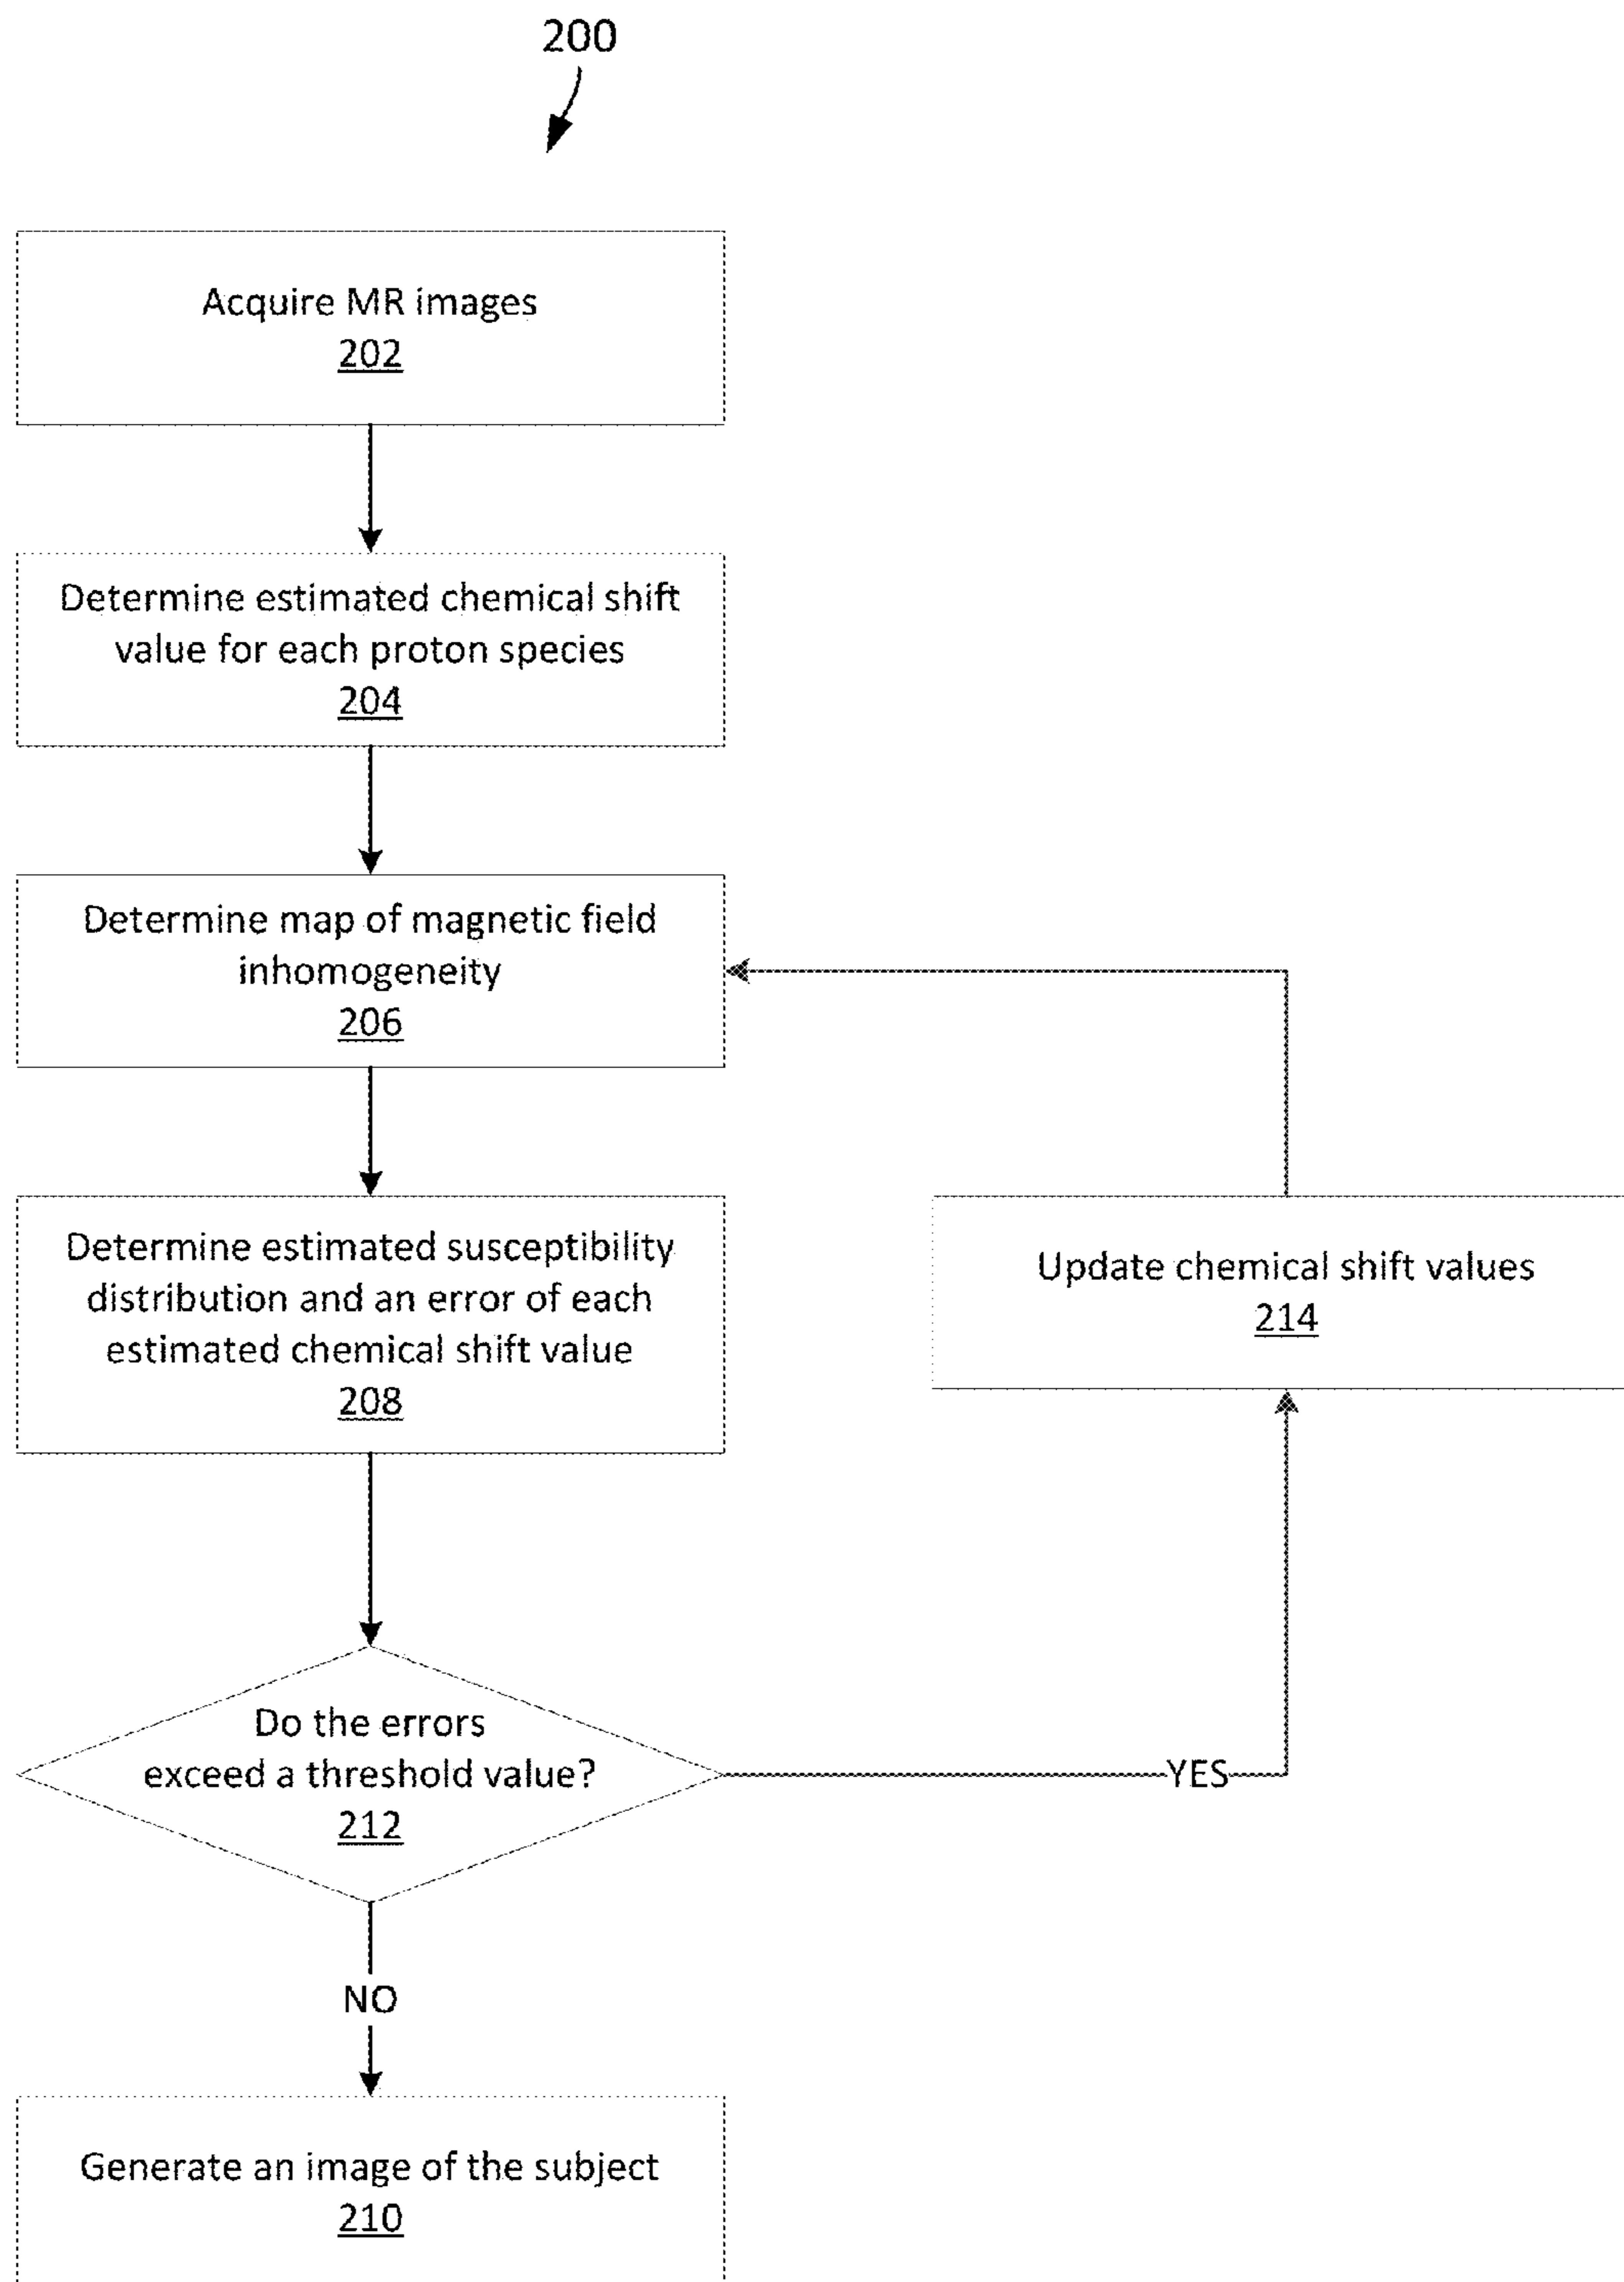 200
Acquire MR images
202
Determine estimated chemical shift
value for each proton species
204
Determine map of magnetic field
inhomogeneity
206
Determine estimated susceptibility
distribution and an error of each
estimated chemical shift value
208
Update chemical shift values
214
Do the errors
exceed a threshold value?
212
YES
NO
Generate an image of the subject
210